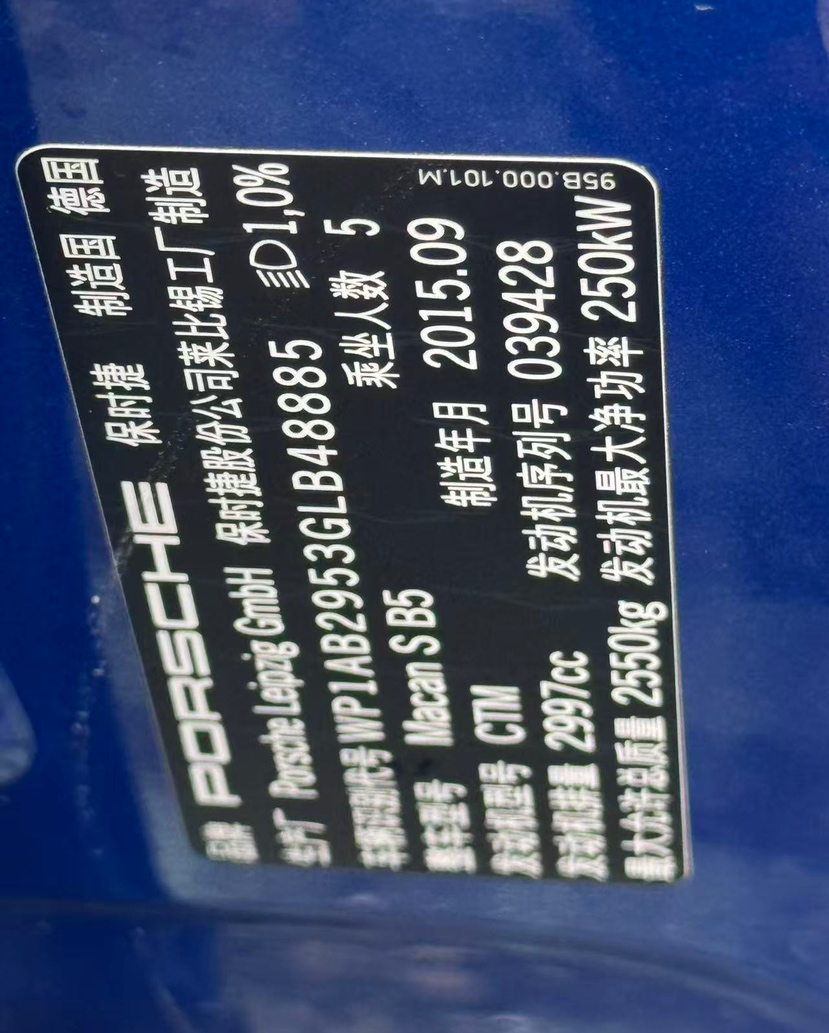 品牌 PORSCHE 保时捷 制造国 德国
生产厂 Porsche Leipzig GmbH 保时捷股份公司莱比锡工厂制造
车辆识别代号 WP1AB2953GLB48885 1,0%
整车型号 Macan S B5 乘坐人数 5
发动机型号 CTM 制造年月 2015.09
发动机排量 2997cc 发动机序列号 039428
最大允许总质量 2550kg 发动机最大净功率 250kW
95B.000.101.M